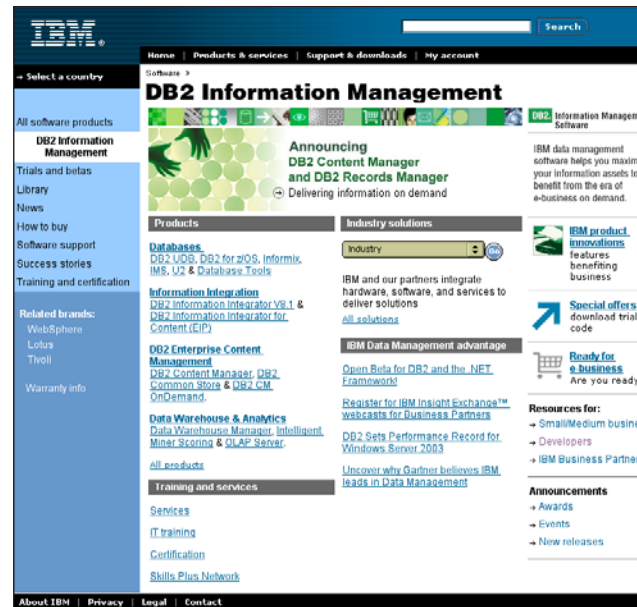 IBM
Search
Home | Products & services | Support & downloads | My account
→ Select a country
All software products
DB2 Information
Management
Trials and betas
Library
News
How to buy
Software support
Success stories
Training and certification
Related brands:
WebSphere
Lotus
Tivoli
Warranty info
Software >
DB2 Information Management
Announcing
DB2 Content Manager
and DB2 Records Manager
Delivering information on demand
Products
Databases
DB2 UDB, DB2 for z/OS, Informix,
IMS, U2 & Database Tools
Information Integration
DB2 Information Integrator V8.1 &
DB2 Information Integrator for
Content (EIP)
DB2 Enterprise Content
Management
DB2 Content Manager, DB2
Common Store & DB2 CM
OnDemand.
Data Warehouse & Analytics
Data Warehouse Manager, Intelligent
Miner Scoring & OLAP Server.
All products
Training and services
Services
IT training
Certification
Skills Plus Network
Industry solutions
Industry
Go
IBM and our partners integrate
hardware, software, and services to
deliver solutions
All solutions
IBM Data Management advantage
Open Beta for DB2 and the .NET
Framework!
Register for IBM Insight Exchange™
webcasts for Business Partners
DB2 Sets Performance Record for
Windows Server 2003
Uncover why Gartner believes IBM
leads in Data Management
DB2. Information Managem
Software
IBM data management
software helps you maxim
your information assets to
benefit from the era of
e-business on demand.
IBM product
innovations
features
benefiting
business
Special offers
download trial
code
Ready for
e-business
Are you ready
Resources for:
→ Small/Medium busine
→ Developers
→ IBM Business Partne
Announcements
→ Awards
→ Events
→ New releases
About IBM | Privacy | Legal | Contact